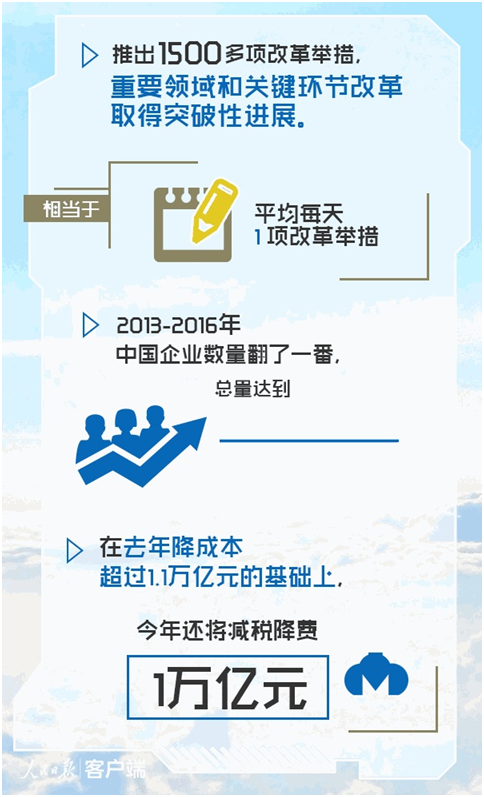 推出1500多项改革举措,
重要领域和关键环节改革
取得突破性进展。
相当于
平均每天
1项改革举措
2013-2016年
中国企业数量翻了一番,
总量达到
在去年降成本
超过1.1万亿元的基础上,
今年还将减税降费
1万亿元
人民日报 客户端